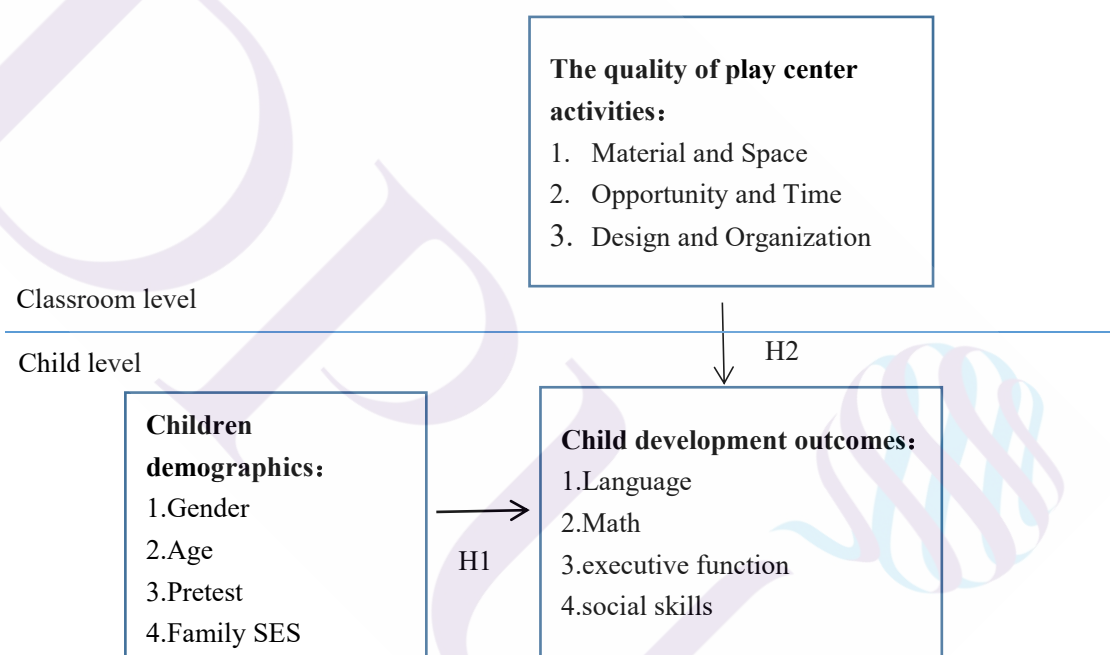 The quality of play center
activities：
1. Material and Space
2. Opportunity and Time
3. Design and Organization
Classroom level
H2
Child level
Children
demographics：
1.Gender
2.Age
3.Pretest
4.Family SES
H1
Child development outcomes：
1.Language
2.Math
3.executive function
4.social skills